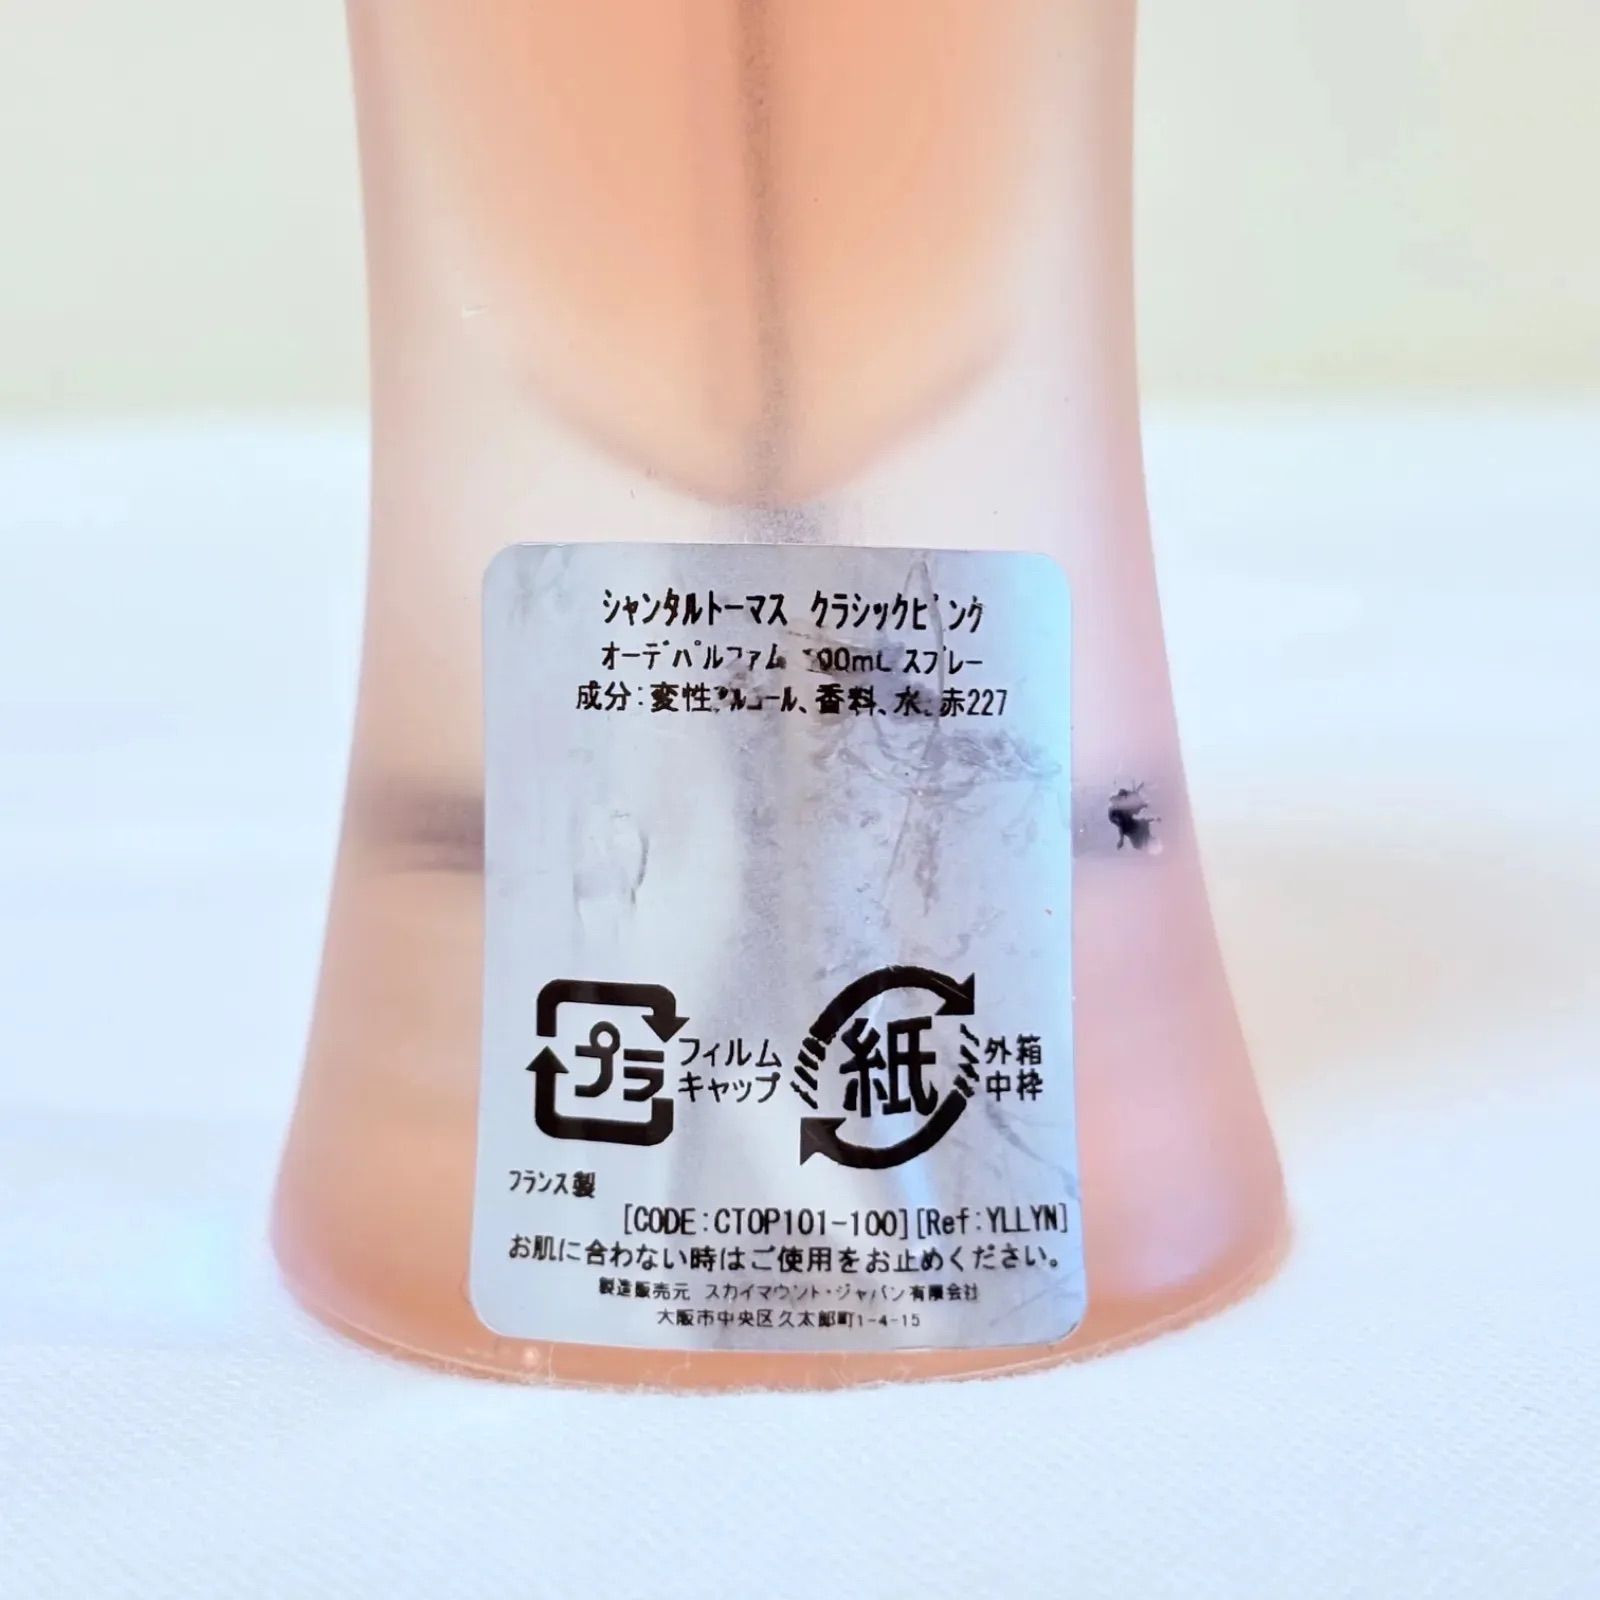 シャンタルトーマス クラシックピンク
オーデパルファム 100mL スプレー
成分:変性アルコール、香料、水、赤227
プラ
フィルム
キャップ
紙
外箱
中枠
フランス製
[CODE:CTOP101-100][Ref:YLLYN]
お肌に合わない時はご使用をお止めください。
製造販売元 スカイマウント・ジャパン有限会社
大阪市中央区久太郎町1-4-15